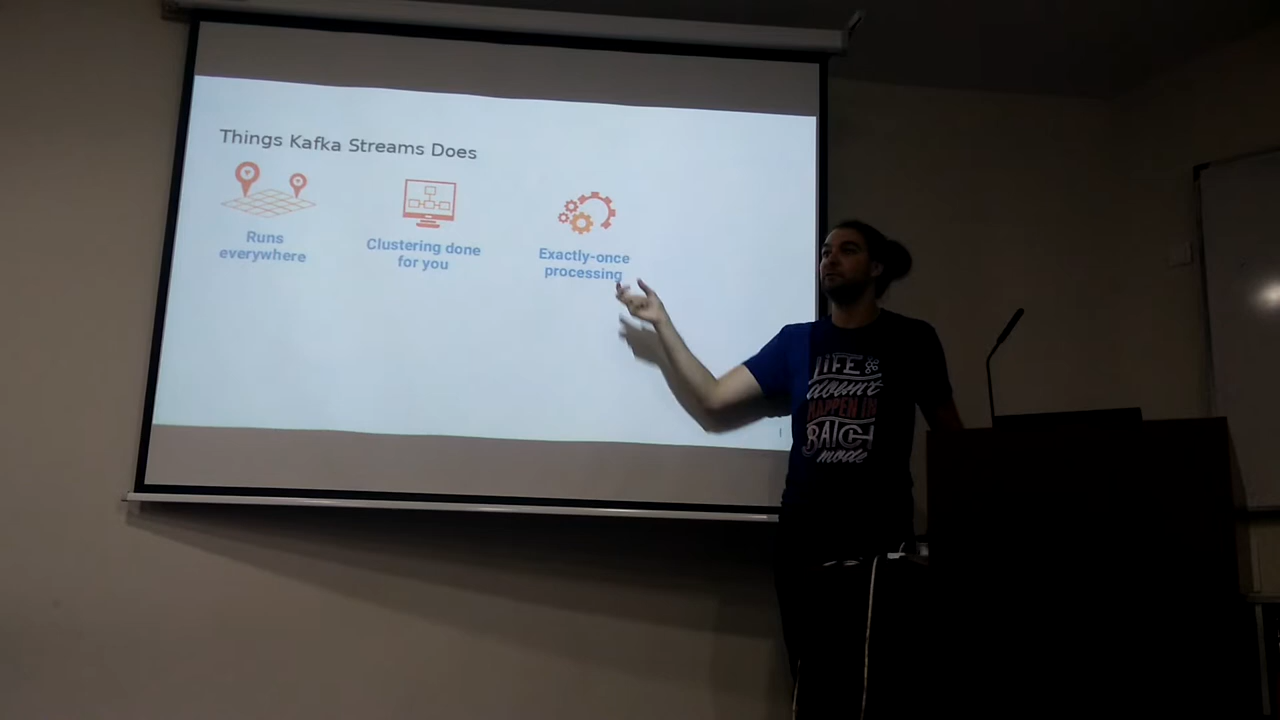 Things Kafka Streams Does
Runs
everywhere
Clustering done
for you
Exactly-once
processing
LIFE
doesn't
HAPPEN IN
BATCH
mode